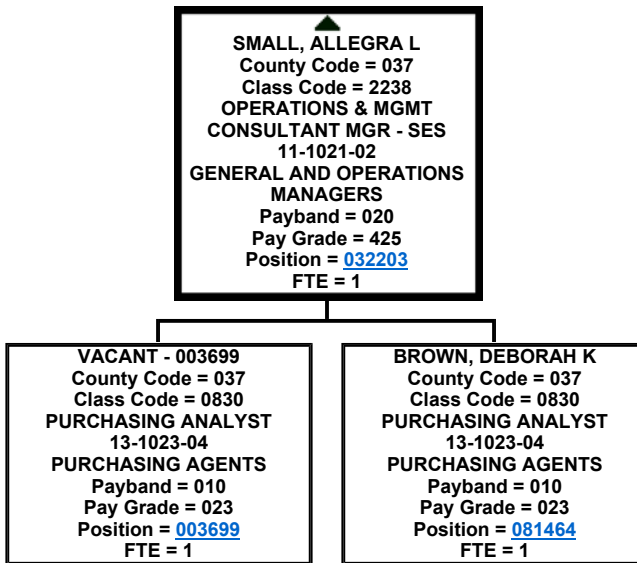 SMALL, ALLEGRA L
County Code = 037
Class Code = 2238
OPERATIONS & MGMT
CONSULTANT MGR - SES
11-1021-02
GENERAL AND OPERATIONS
MANAGERS
Payband = 020
Pay Grade = 425
Position = 032203
FTE = 1
VACANT - 003699
County Code = 037
Class Code = 0830
PURCHASING ANALYST
13-1023-04
PURCHASING AGENTS
Payband = 010
Pay Grade = 023
Position = 003699
FTE = 1
BROWN, DEBORAH K
County Code = 037
Class Code = 0830
PURCHASING ANALYST
13-1023-04
PURCHASING AGENTS
Payband = 010
Pay Grade = 023
Position = 081464
FTE = 1